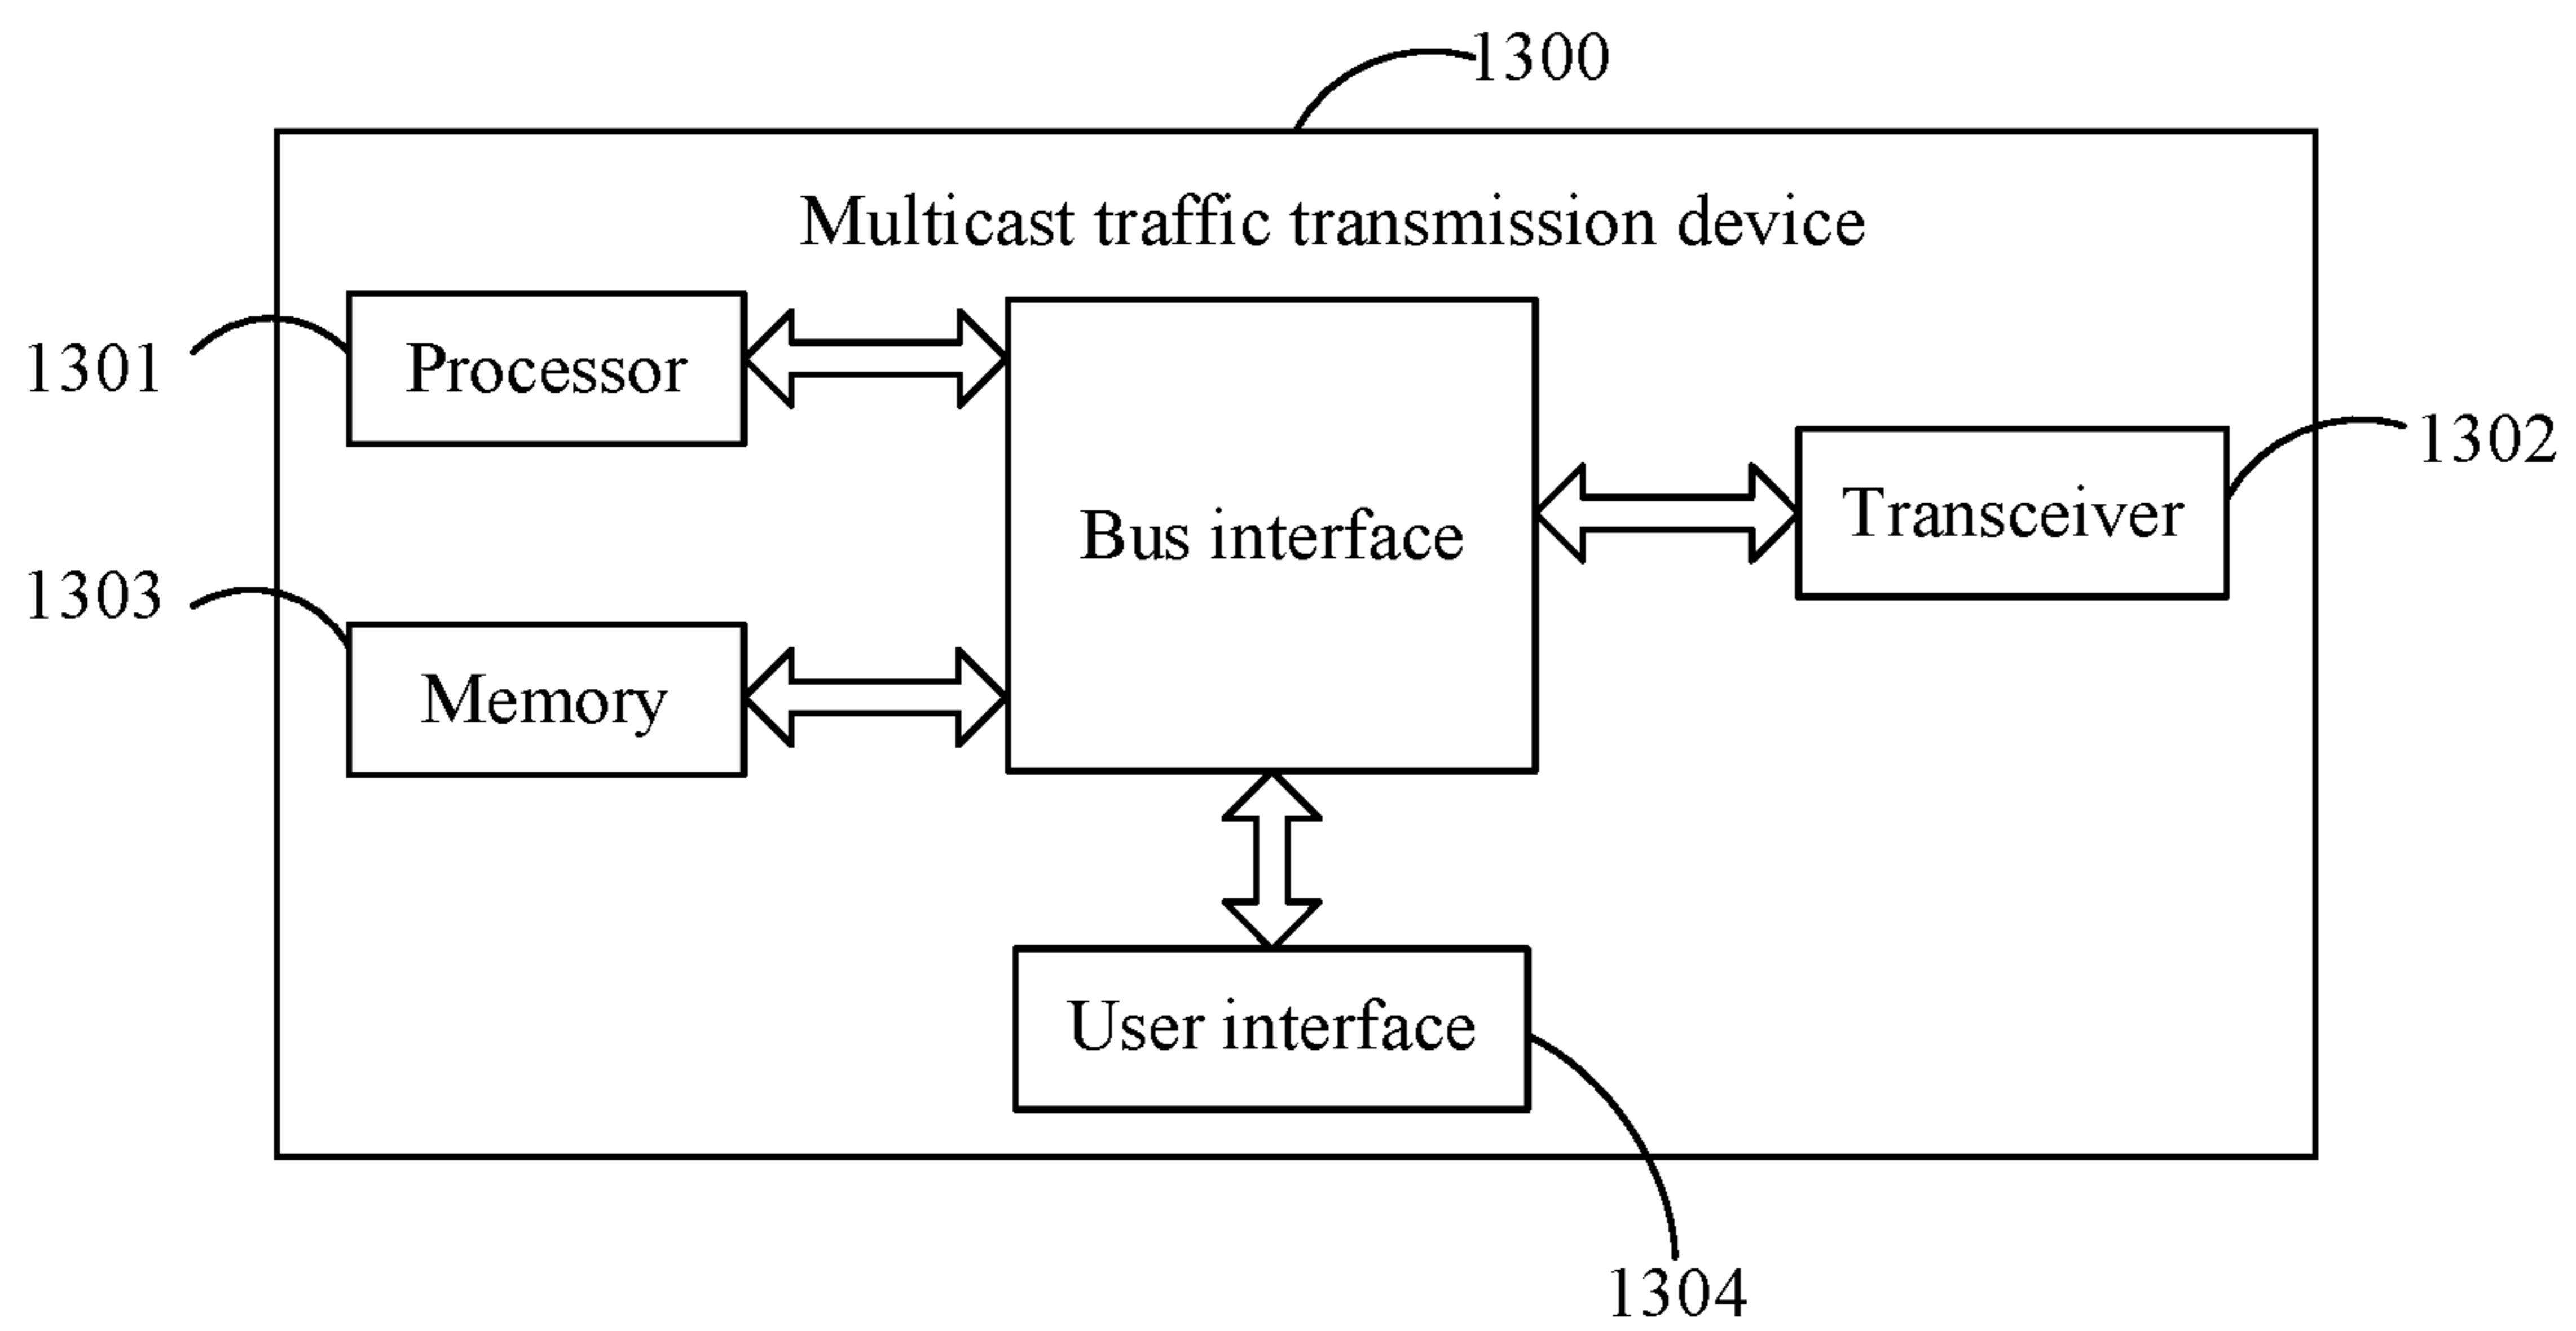 1300
Multicast traffic transmission device
1301
Processor
Bus interface
Transceiver
1302
1303
Memory
User interface
1304